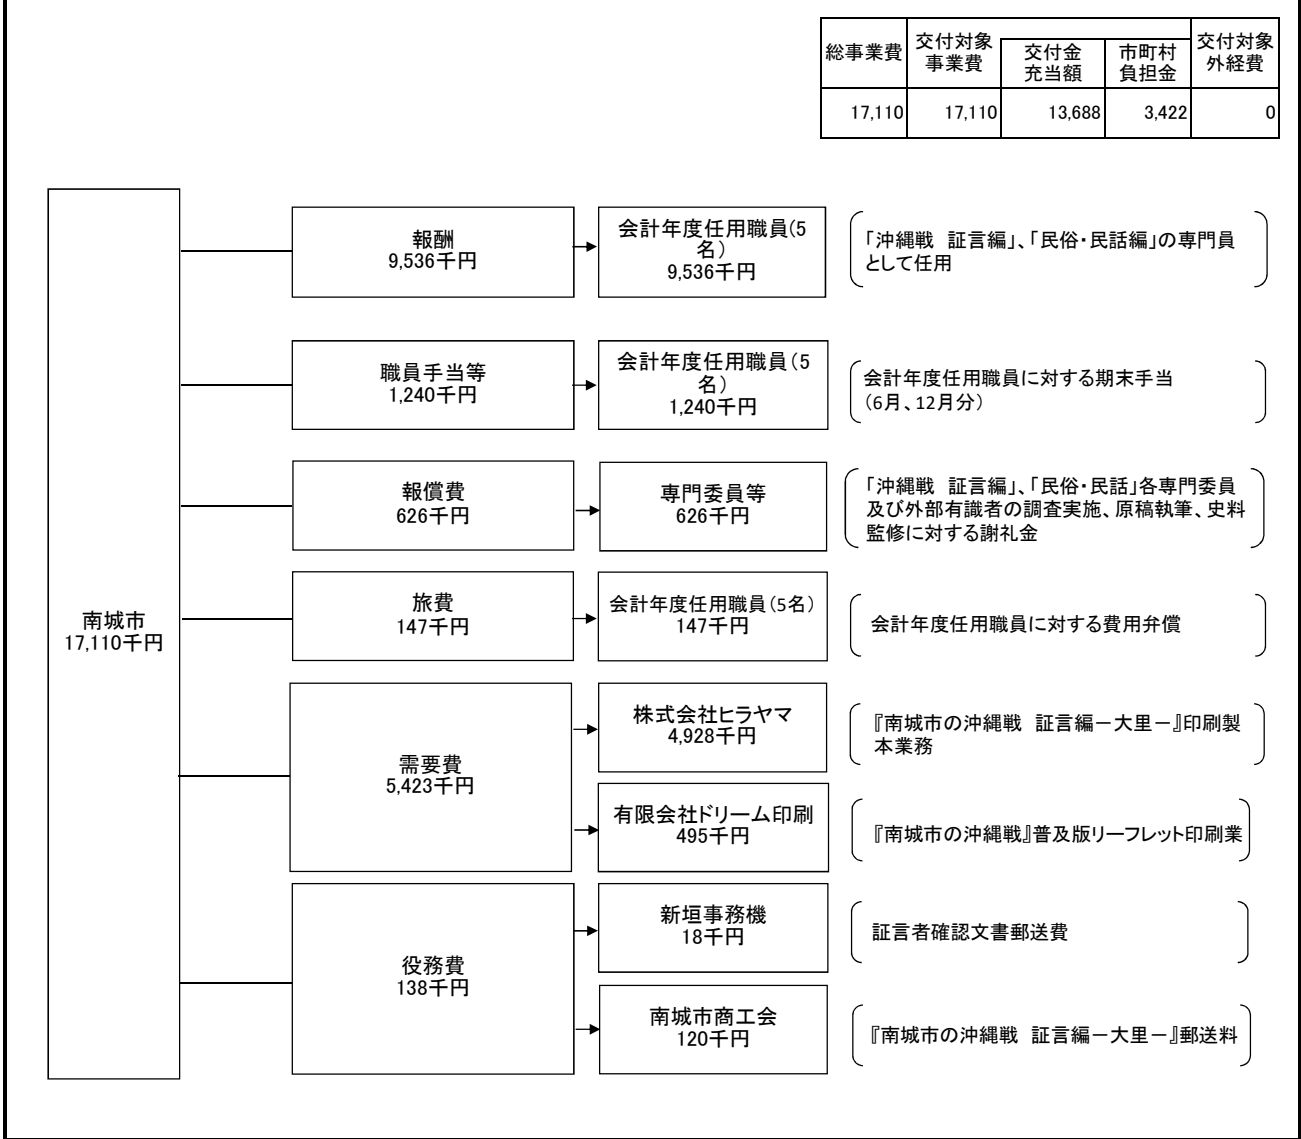 総事業費
交付対象
事業費
交付金
充当額
市町村
負担金
交付対象
外経費
17,110
17,110
13,688
3,422
0
南城市
17,110千円
報酬
9,536千円
会計年度任用職員(5
名)
9,536千円
「沖縄戦　証言編」、「民俗・民話編」の専門員
として任用
職員手当等
1,240千円
会計年度任用職員(5
名)
1,240千円
会計年度任用職員に対する期末手当
(6月、12月分)
報償費
626千円
専門委員等
626千円
「沖縄戦　証言編」、「民俗・民話」各専門委員
及び外部有識者の調査実施、原稿執筆、史料
監修に対する謝礼金
旅費
147千円
会計年度任用職員(5名)
147千円
会計年度任用職員に対する費用弁償
需要費
5,423千円
株式会社ヒラヤマ
4,928千円
『南城市の沖縄戦　証言編－大里－』印刷製
本業務
有限会社ドリーム印刷
495千円
『南城市の沖縄戦』普及版リーフレット印刷業
役務費
138千円
新垣事務機
18千円
証言者確認文書郵送費
南城市商工会
120千円
『南城市の沖縄戦　証言編－大里－』郵送料